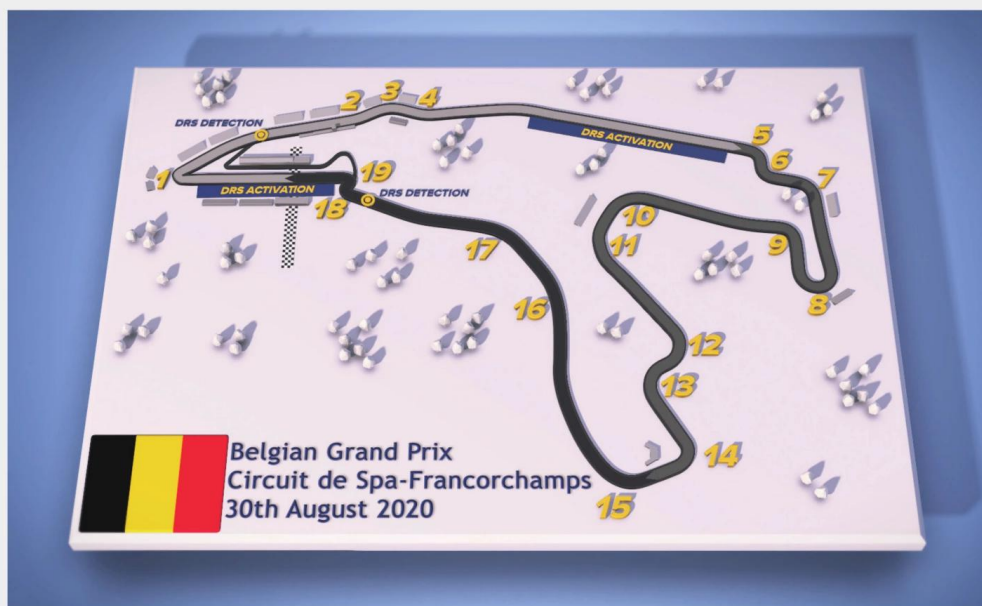 2
3
4
DRS DETECTION
DRS ACTIVATION
5
6
7
1
19
DRS ACTIVATION
DRS DETECTION
18
10
17
11
9
8
16
12
13
14
15
Belgian Grand Prix
Circuit de Spa-Francorchamps
30th August 2020